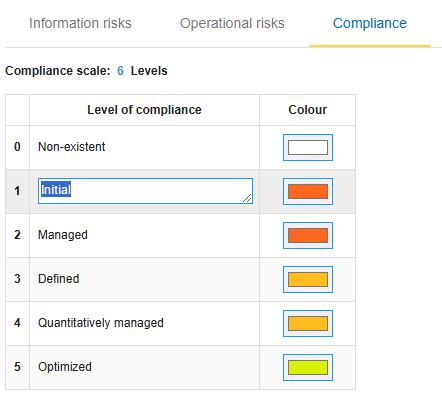 Information risks Operational risks Compliance
Compliance scale: 6 Levels
Level of compliance Colour
0 Non-existent
1 Initial
2 Managed
3 Defined
4 Quantitatively managed
5 Optimized